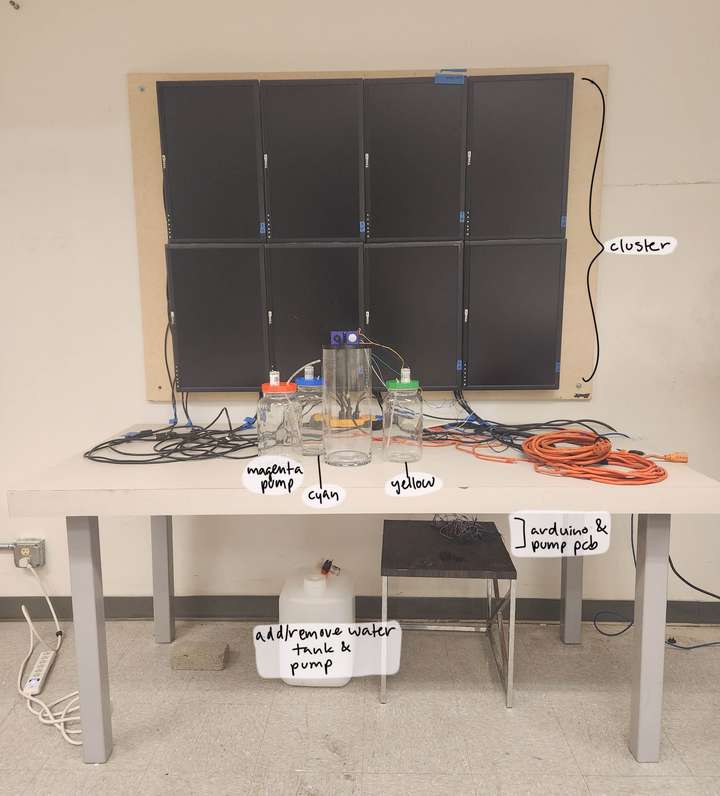 cluster
magenta
pump
cyan
yellow
arduino &
pump pcb
add/remove water
tank &
pump